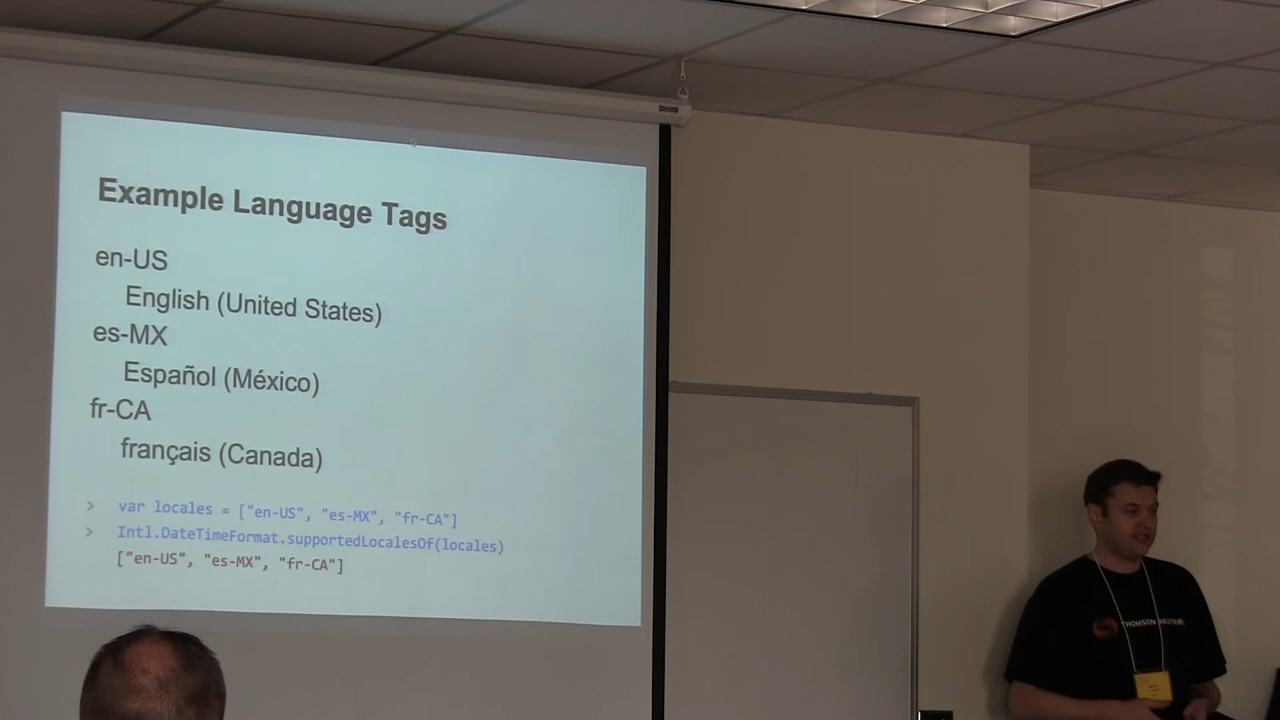 Example Language Tags
en-US
English (United States)
es-MX
Español (México)
fr-CA
français (Canada)
> var locales = ["en-US", "es-MX", "fr-CA"]
> Intl.DateTimeFormat.supportedLocalesOf(locales)
["en-US", "es-MX", "fr-CA"]
THOMSON REUTERS